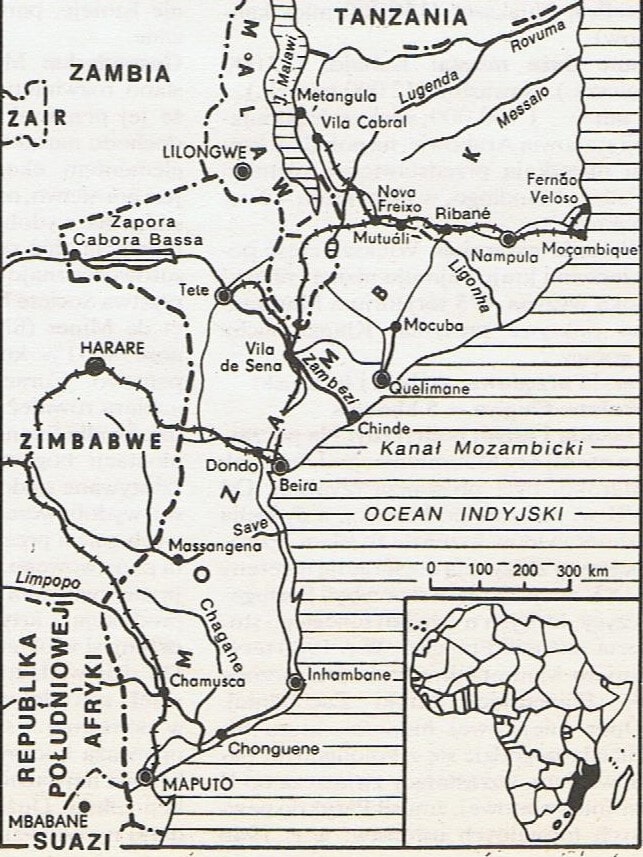 TANZANIA
ZAMBIA
MALAWI
J. Malawi
Rovuma
Lugenda
Messalo
Metangula
Vila Cabral
ZAIR
LILONGWE
Fernão
Veloso
Nova
Freixo
Ribané
Mutuáli
Nampula
Moçambique
Zapora
Cabora Bassa
Ligonha
Tete
Mocuba
HARARE
Vila
de Sena
Zambezi
Quelimane
Chinde
ZIMBABWE
Kanał Mozambicki
Dondo
Beira
OCEAN INDYJSKI
Save
Massangena
0 100 200 300 km
Limpopo
Chagane
MOZAMBIK
REPUBLIKA
POŁUDNIOWEJ
AFRYKI
Chamusca
Inhambane
Chonguene
MAPUTO
MBABANE
SUAZI